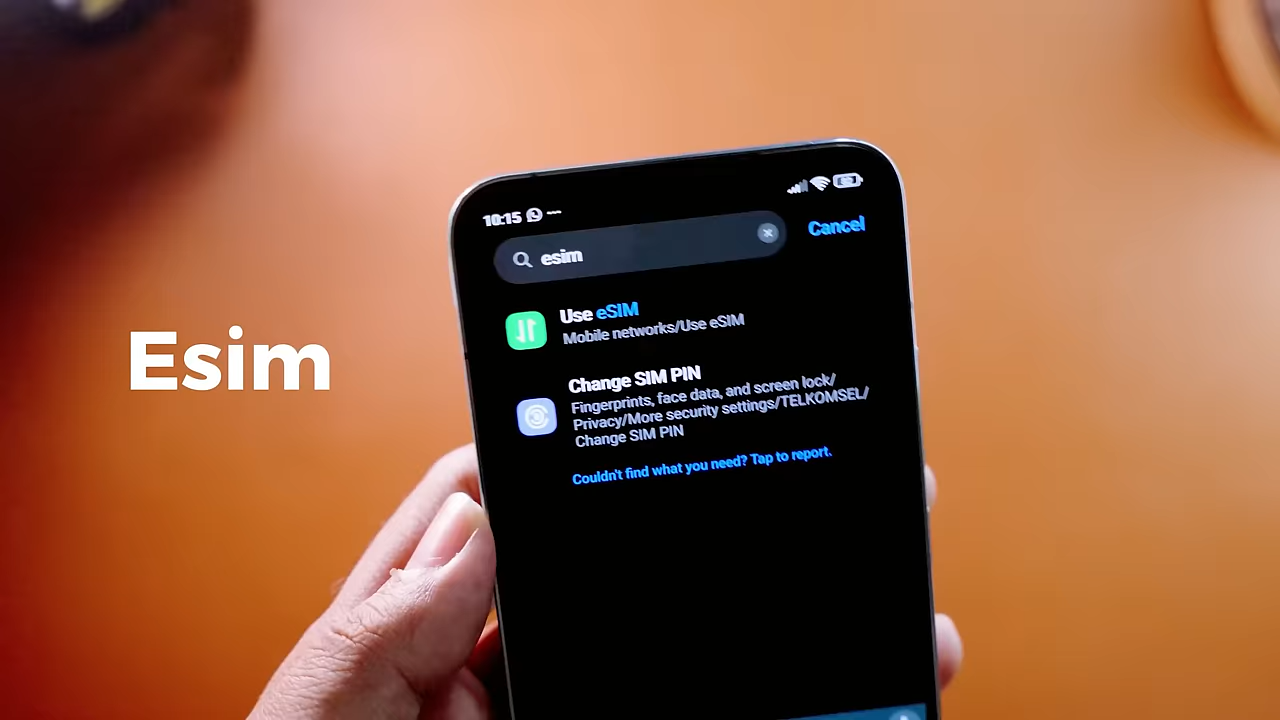 10:15
esim
Cancel
Use eSIM
Mobile networks/Use eSIM
Esim
Change SIM PIN
Fingerprints, face data, and screen lock/
Privacy/More security settings/TELKOMSEL/
Change SIM PIN
Couldn't find what you need? Tap to report.